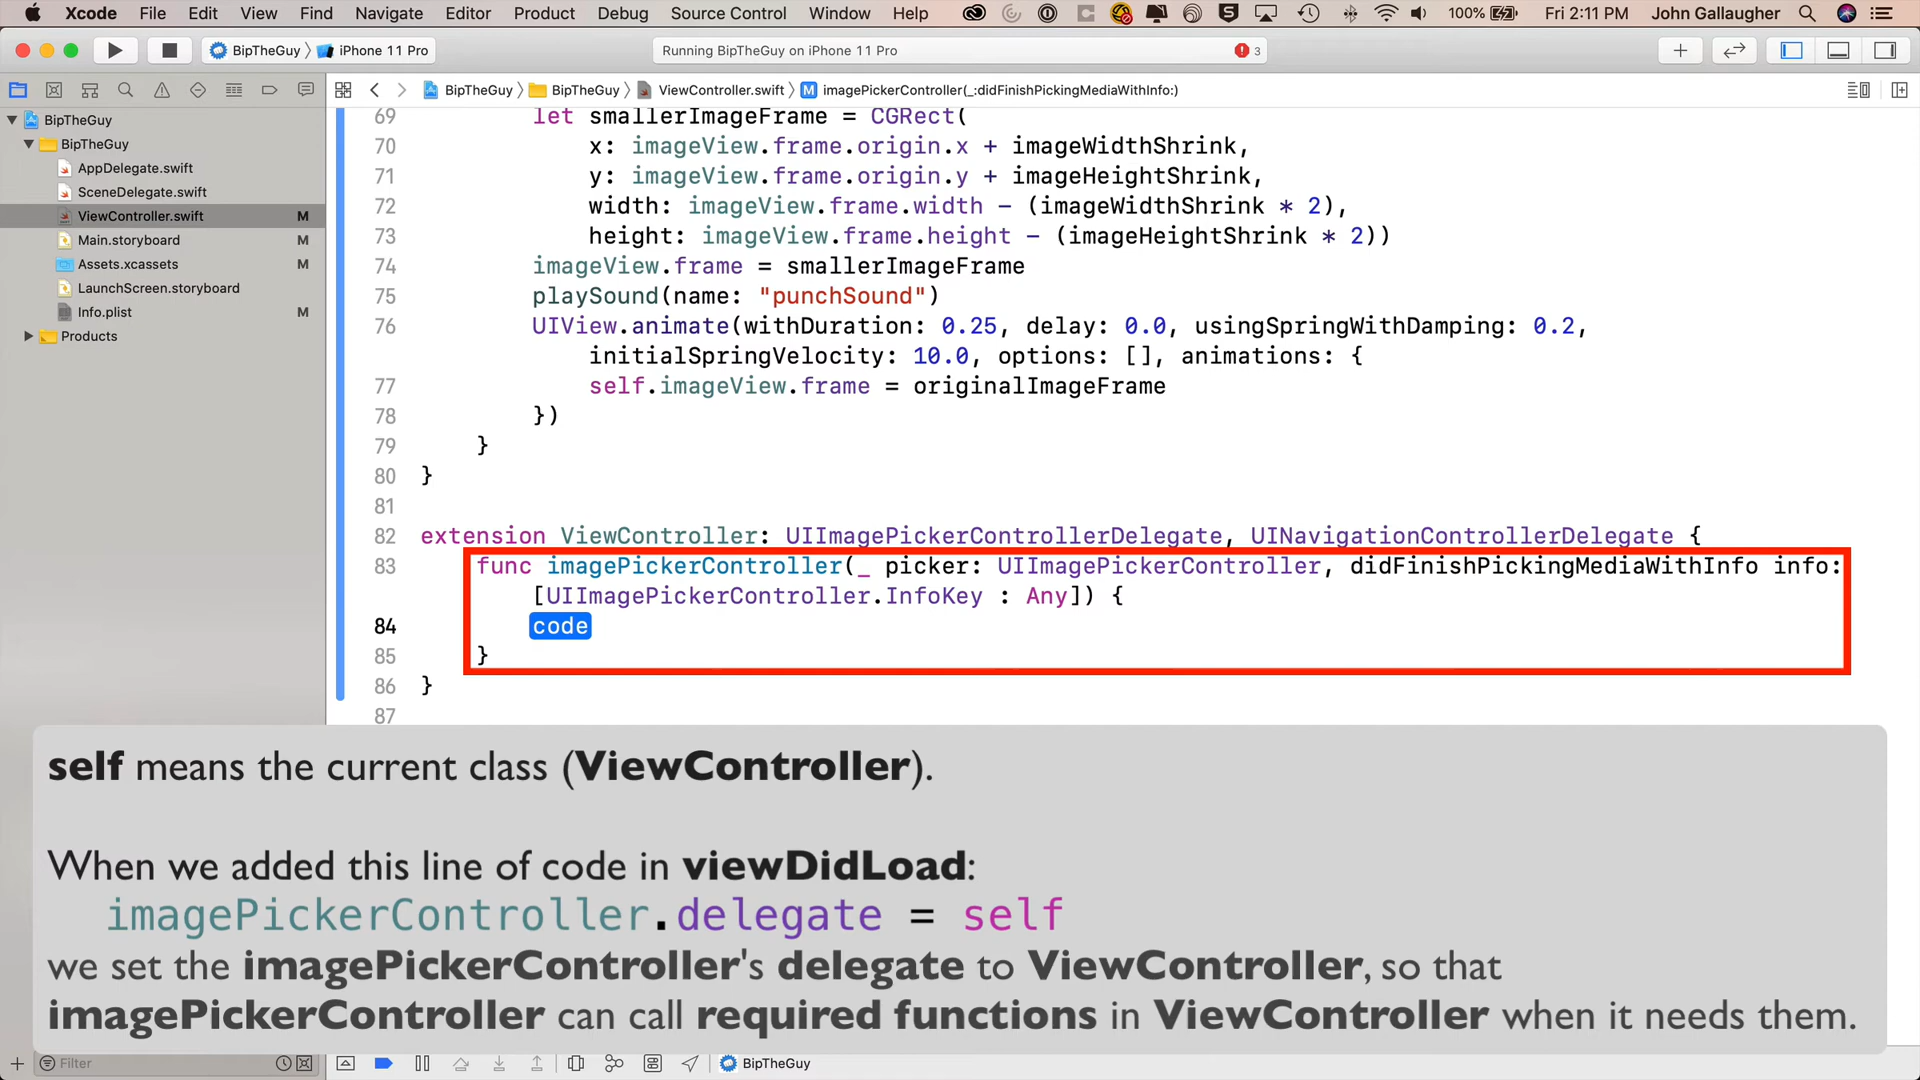 Xcode File Edit View Find Navigate Editor Product Debug Source Control Window Help 100% Fri 2:11 PM John Gallaugher
BipTheGuy iPhone 11 Pro Running BipTheGuy on iPhone 11 Pro 3
BipTheGuy BipTheGuy ViewController.swift M imagePickerController(_:didFinishPickingMediaWithInfo:)
BipTheGuy
BipTheGuy
AppDelegate.swift
SceneDelegate.swift
ViewController.swift M
Main.storyboard M
Assets.xcassets M
LaunchScreen.storyboard
Info.plist M
Products
69 let smallerImageFrame = CGRect(
70 x: imageView.frame.origin.x + imageWidthShrink,
71 y: imageView.frame.origin.y + imageHeightShrink,
72 width: imageView.frame.width - (imageWidthShrink * 2),
73 height: imageView.frame.height - (imageHeightShrink * 2))
74 imageView.frame = smallerImageFrame
75 playSound(name: "punchSound")
76 UIView.animate(withDuration: 0.25, delay: 0.0, usingSpringWithDamping: 0.2,
initialSpringVelocity: 10.0, options: [], animations: {
77 self.imageView.frame = originalImageFrame
78 })
79 }
80 }
81
82 extension ViewController: UIImagePickerControllerDelegate, UINavigationControllerDelegate {
83 func imagePickerController(_ picker: UIImagePickerController, didFinishPickingMediaWithInfo info:
[UIImagePickerController.InfoKey : Any]) {
84 code
85 }
86 }
87
self means the current class (ViewController).
When we added this line of code in viewDidLoad:
imagePickerController.delegate = self
we set the imagePickerController's delegate to ViewController, so that
imagePickerController can call required functions in ViewController when it needs them.
Filter BipTheGuy